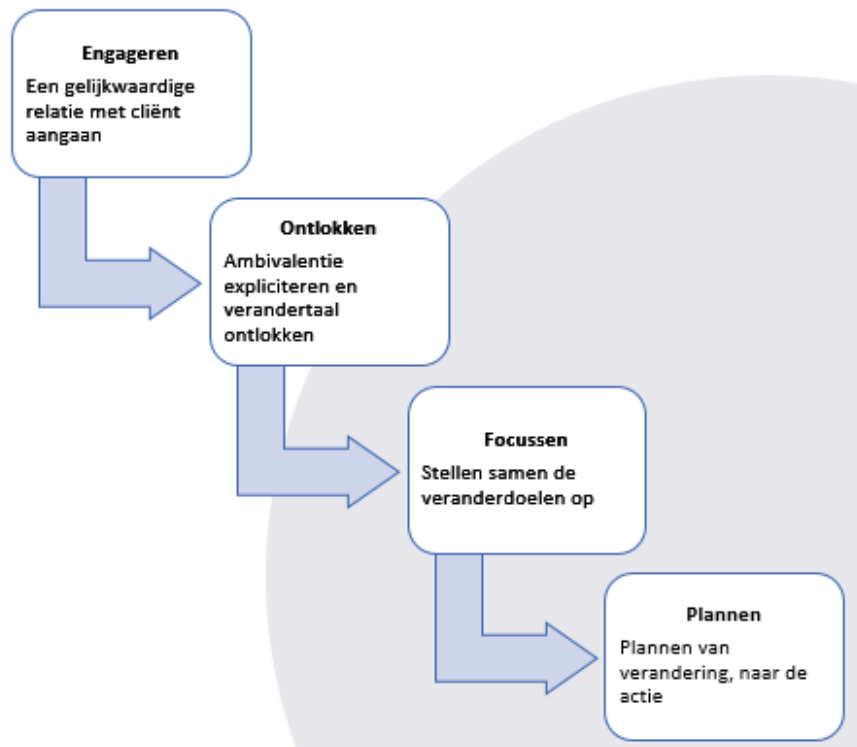 Engageren
Een gelijkwaardige
relatie met cliënt
aangaan
Ontlokken
Ambivalentie
expliciteren en
verandertaal
ontlokken
Focussen
Stellen samen de
veranderdoelen op
Plannen
Plannen van
verandering, naar de
actie